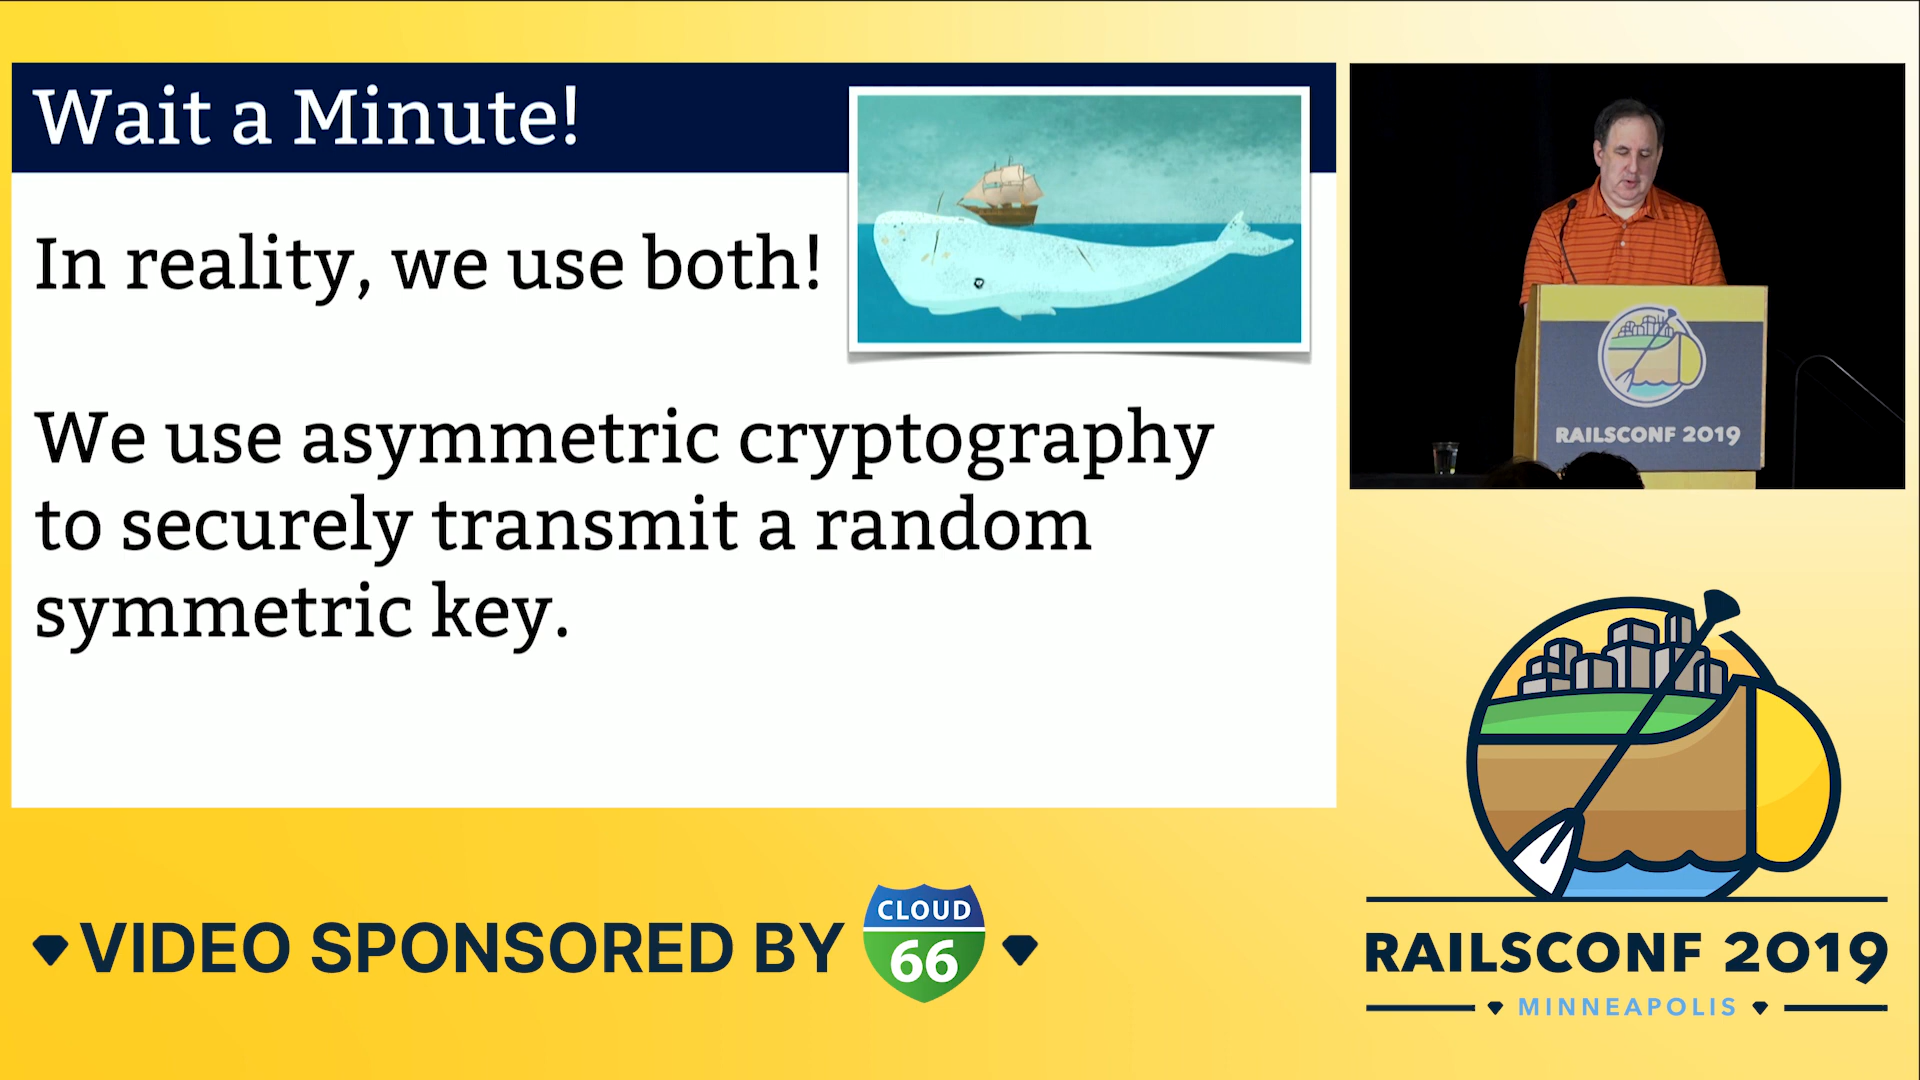 Wait a Minute!
In reality, we use both!
We use asymmetric cryptography
to securely transmit a random
symmetric key.
RAILSCONF 2019
VIDEO SPONSORED BY
CLOUD
66
RAILSCONF 2019
MINNEAPOLIS